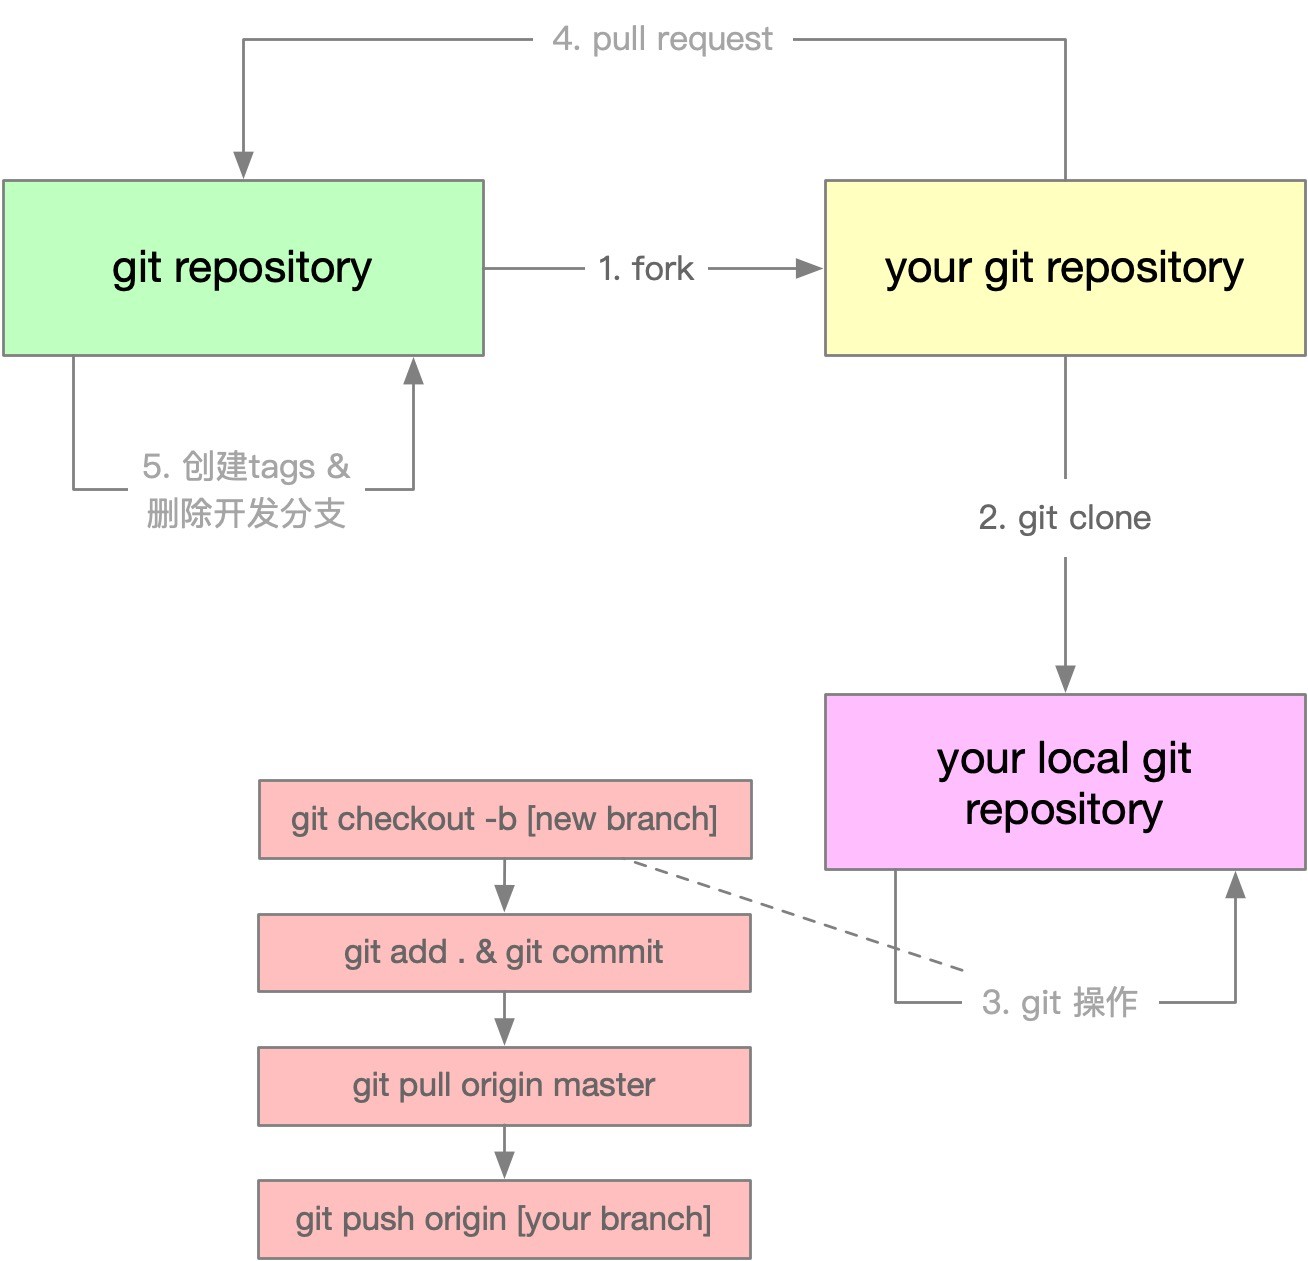 4. pull request
git repository
1. fork
your git repository
5. 创建tags &
删除开发分支
2. git clone
your local git
repository
3. git 操作
git checkout -b [new branch]
git add . & git commit
git pull origin master
git push origin [your branch]